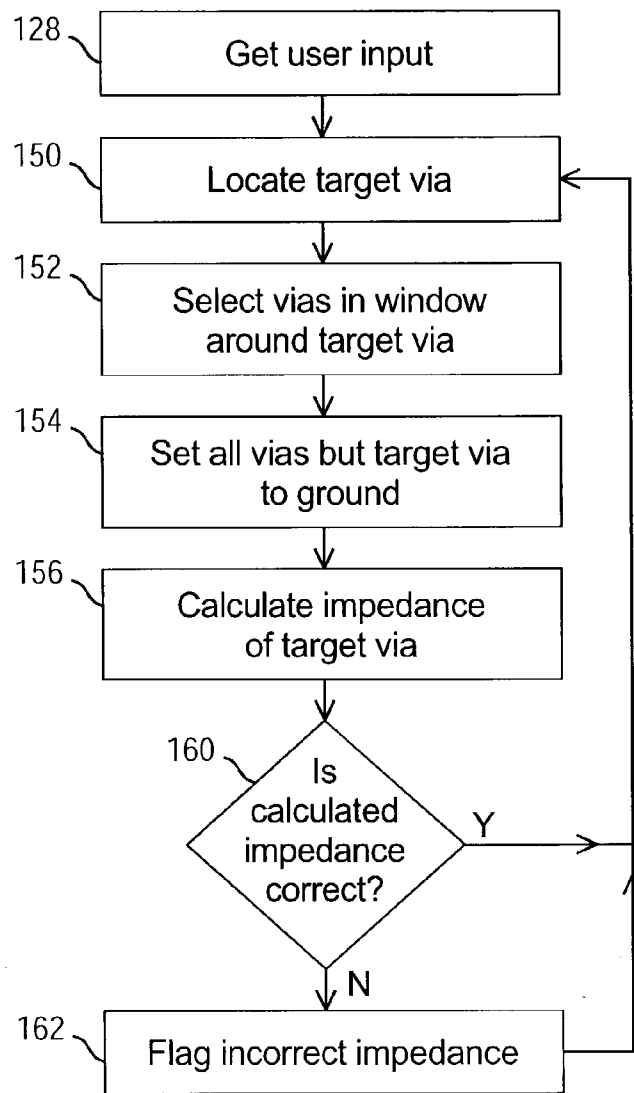 128
Get user input
150
Locate target via
152
Select vias in window
around target via
154
Set all vias but target via
to ground
156
Calculate impedance
of target via
160
Is
calculated
impedance
correct?
Y
N
162
Flag incorrect impedance